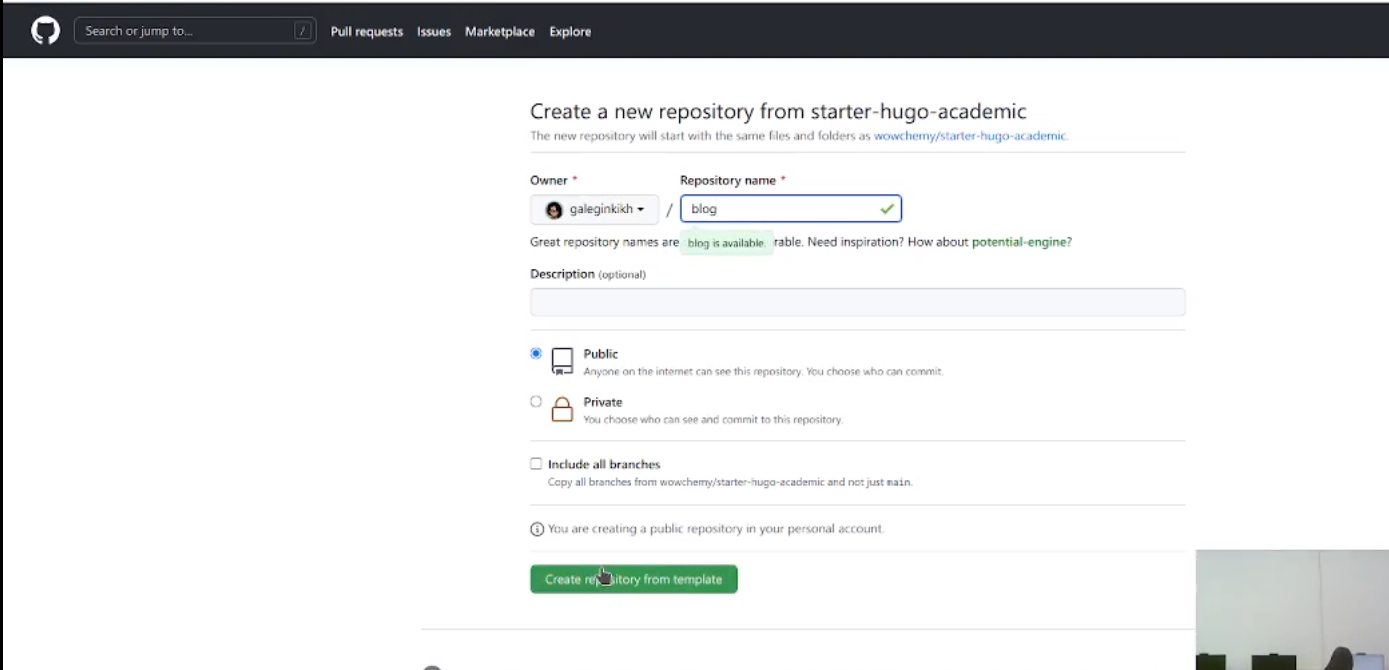 Search or jump to... /
Pull requests Issues Marketplace Explore
Create a new repository from starter-hugo-academic
The new repository will start with the same files and folders as wowchemy/starter-hugo-academic.
Owner * Repository name *
galeginkikh / blog
Great repository names are rable. Need inspiration? How about potential-engine?
blog is available.
Description (optional)
Public
Anyone on the internet can see this repository. You choose who can commit.
Private
You choose who can see and commit to this repository.
Include all branches
Copy all branches from wowchemy/starter-hugo-academic and not just main.
You are creating a public repository in your personal account.
Create repository from template